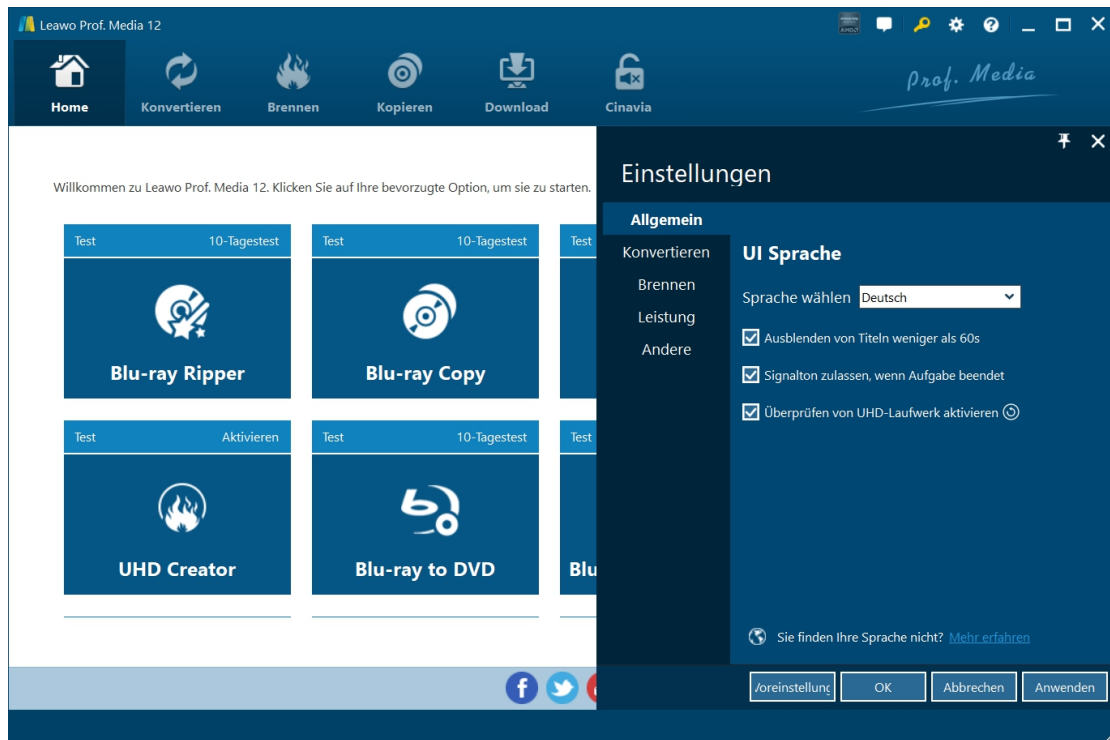 Leawo Prof. Media 12
Home
Konvertieren
Brennen
Kopieren
Download
Cinavia
Prof. Media
Willkommen zu Leawo Prof. Media 12. Klicken Sie auf Ihre bevorzugte Option, um sie zu starten.
Test 10-Tagestest
Blu-ray Ripper
Test 10-Tagestest
Blu-ray Copy
Test
Test Aktivieren
UHD Creator
Test 10-Tagestest
Blu-ray to DVD
Test
Blu
Einstellungen
Allgemein
Konvertieren
Brennen
Leistung
Andere
UI Sprache
Sprache wählen Deutsch
Ausblenden von Titeln weniger als 60s
Signalton zulassen, wenn Aufgabe beendet
Überprüfen von UHD-Laufwerk aktivieren
Sie finden Ihre Sprache nicht? Mehr erfahren
Voreinstellung
OK
Abbrechen
Anwenden